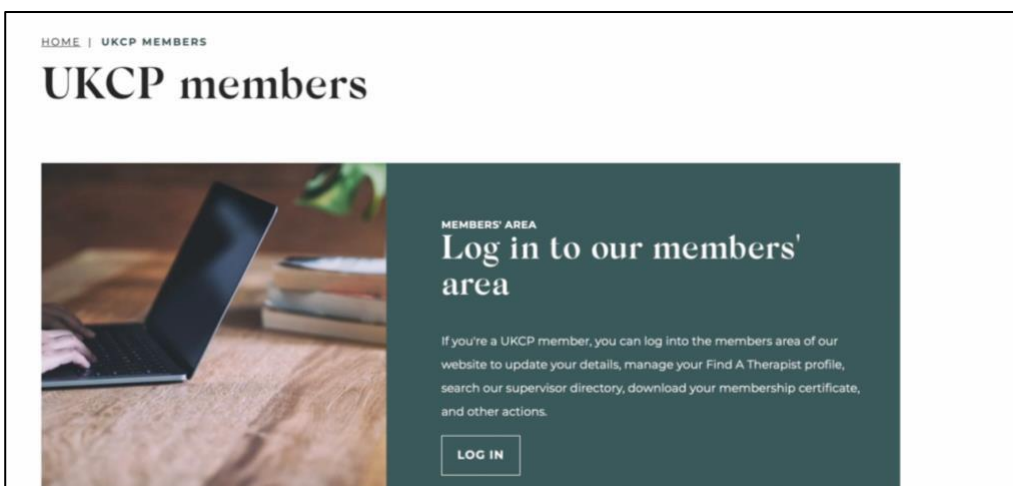 HOME | UKCP MEMBERS
UKCP members
MEMBERS' AREA
Log in to our members'
area
If you're a UKCP member, you can log into the members area of our
website to update your details, manage your Find A Therapist profile,
search our supervisor directory, download your membership certificate,
and other actions.
LOG IN